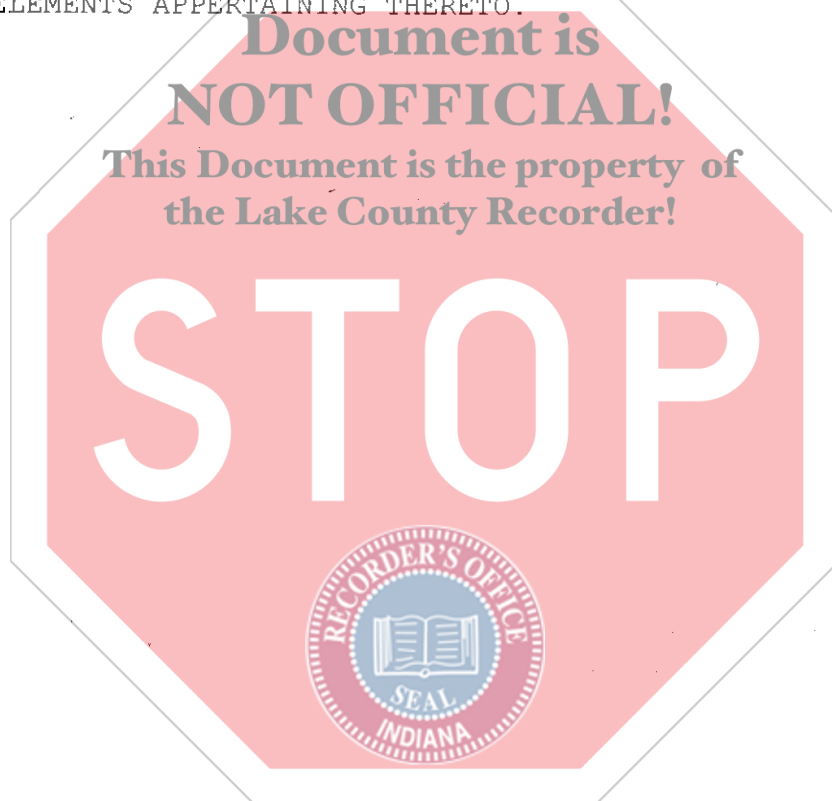 ELEMENTS APPERTAINING THERETO.
Document is
NOT OFFICIAL!
This Document is the property of
the Lake County Recorder!
STOP
RECORDER'S OFFICE
SEAL
INDIANA